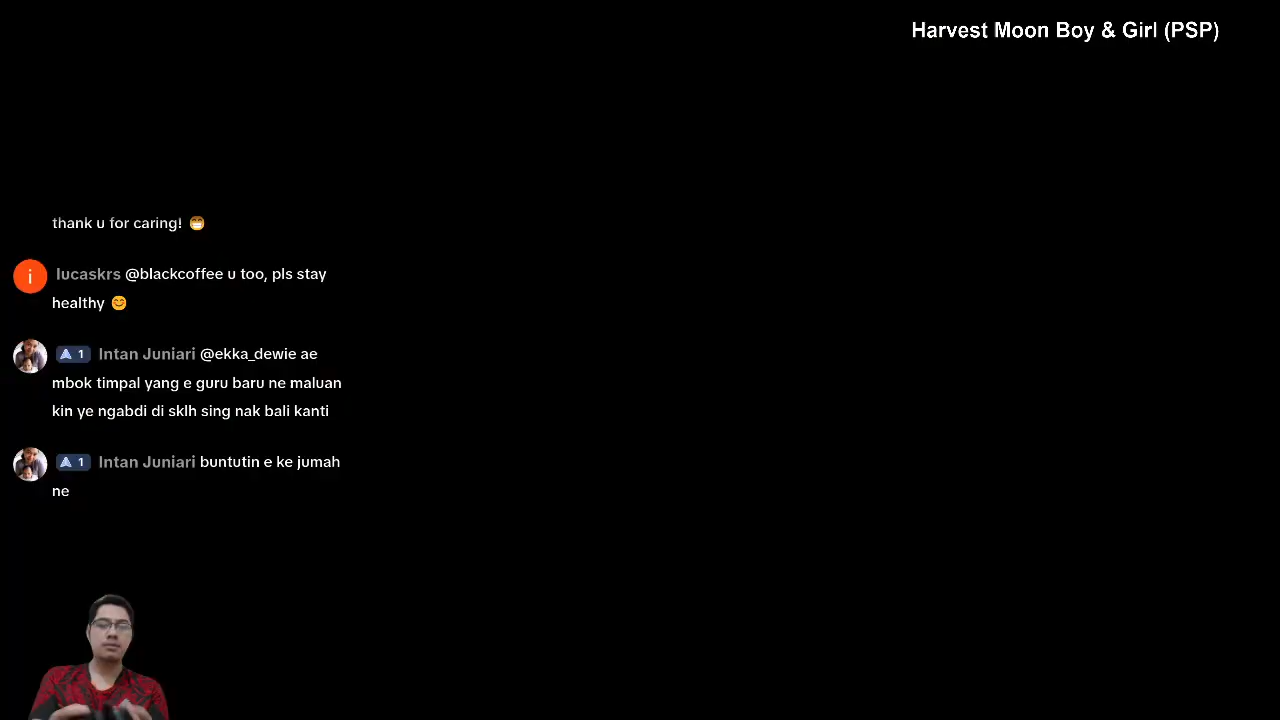 Harvest Moon Boy & Girl (PSP)
thank u for caring! 😁
i lucaskrs @blackcoffee u too, pls stay
healthy 😊
1 Intan Juniari @ekka_dewie ae
mbok timpal yang e guru baru ne maluan
kin ye ngabdi di sklh sing nak bali kanti
1 Intan Juniari buntutin e ke jumah
ne